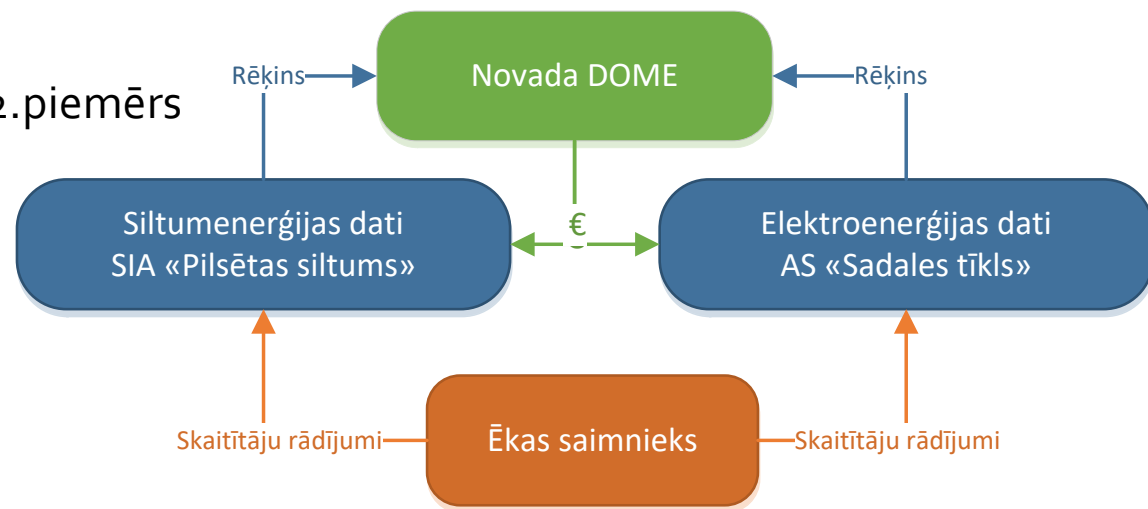 Novada DOME
Rēķins
Rēķins
2.piemērs
Siltumenerģijas dati
SIA «Pilsētas siltums»
€
Elektroenerģijas dati
AS «Sadales tīkls»
Skaitītāju rādījumi
Ēkas saimnieks
Skaitītāju rādījumi